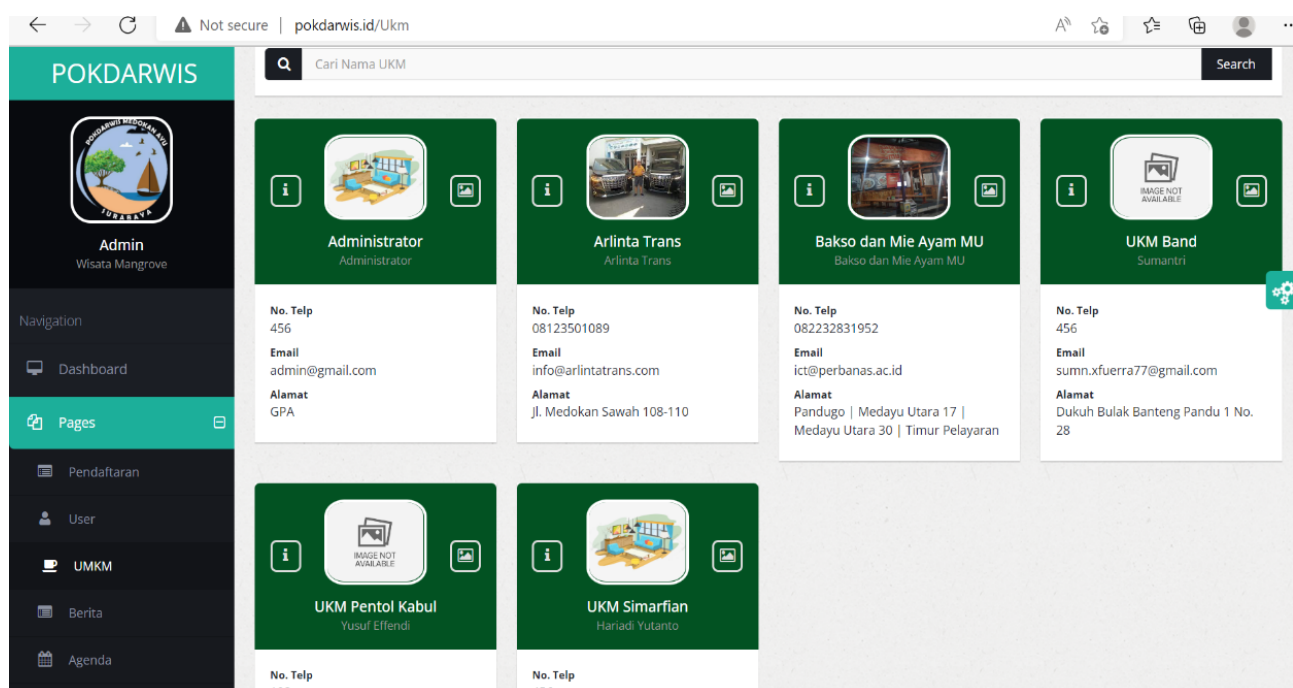 Not secure | pokdarwis.id/Ukm
POKDARWIS
Cari Nama UKM
Search
POKDARWIS MEDOKAN AYU
SURABAYA
Admin
Wisata Mangrove
Navigation
Dashboard
Pages
Pendaftaran
User
UMKM
Berita
Agenda
Administrator
Administrator
No. Telp
456
Email
admin@gmail.com
Alamat
GPA
Arlinta Trans
Arlinta Trans
No. Telp
08123501089
Email
info@arlintatrans.com
Alamat
Jl. Medokan Sawah 108-110
Bakso dan Mie Ayam MU
Bakso dan Mie Ayam MU
No. Telp
082232831952
Email
ict@perbanas.ac.id
Alamat
Pandugo | Medayu Utara 17 |
Medayu Utara 30 | Timur Pelayaran
IMAGE NOT
AVAILABLE
UKM Band
Sumantri
No. Telp
456
Email
sumn.xfuerra77@gmail.com
Alamat
Dukuh Bulak Banteng Pandu 1 No.
28
IMAGE NOT
AVAILABLE
UKM Pentol Kabul
Yusuf Effendi
No. Telp
UKM Simarfian
Hariadi Yutanto
No. Telp